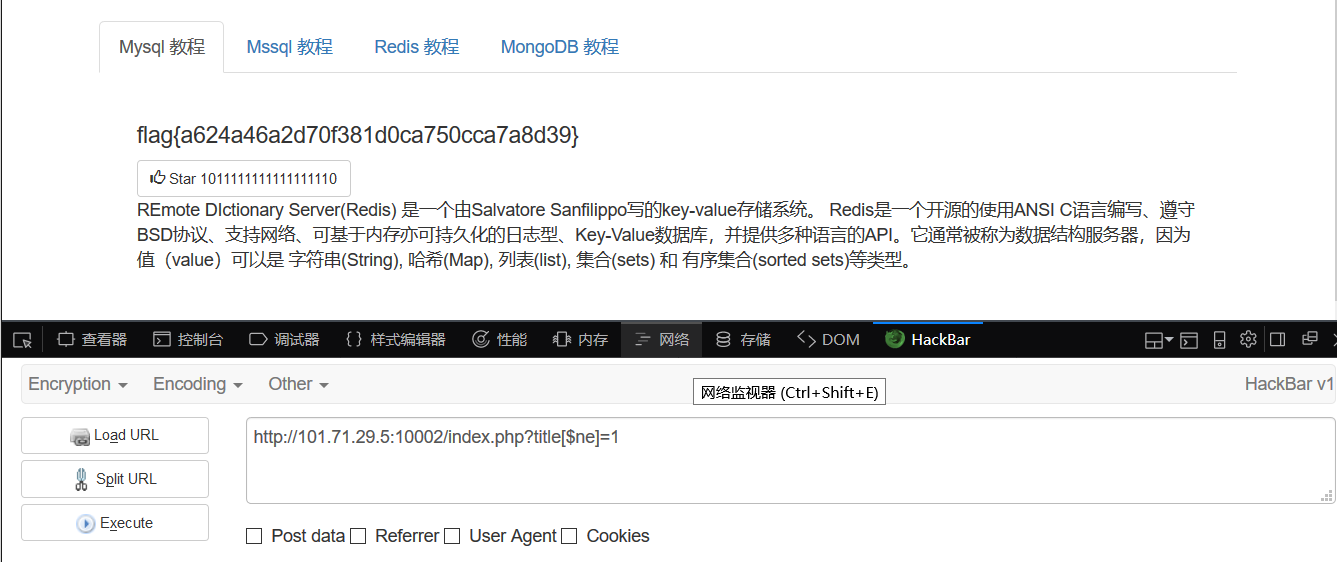 Mysql 教程 Mssql 教程 Redis 教程 MongoDB 教程
flag{a624a46a2d70f381d0ca750cca7a8d39}
Star 1011111111111111110
REmote DIctionary Server(Redis) 是一个由Salvatore Sanfilippo写的key-value存储系统。 Redis是一个开源的使用ANSI C语言编写、遵守
BSD协议、支持网络、可基于内存亦可持久化的日志型、Key-Value数据库，并提供多种语言的API。它通常被称为数据结构服务器，因为
值（value）可以是 字符串(String), 哈希(Map), 列表(list), 集合(sets) 和 有序集合(sorted sets)等类型。
查看器 控制台 调试器 {} 样式编辑器 性能 内存 网络 存储 DOM HackBar
Encryption Encoding Other 网络监视器 (Ctrl+Shift+E) HackBar v1
Load URL http://101.71.29.5:10002/index.php?title[$ne]=1
Split URL
Execute
Post data Referrer User Agent Cookies